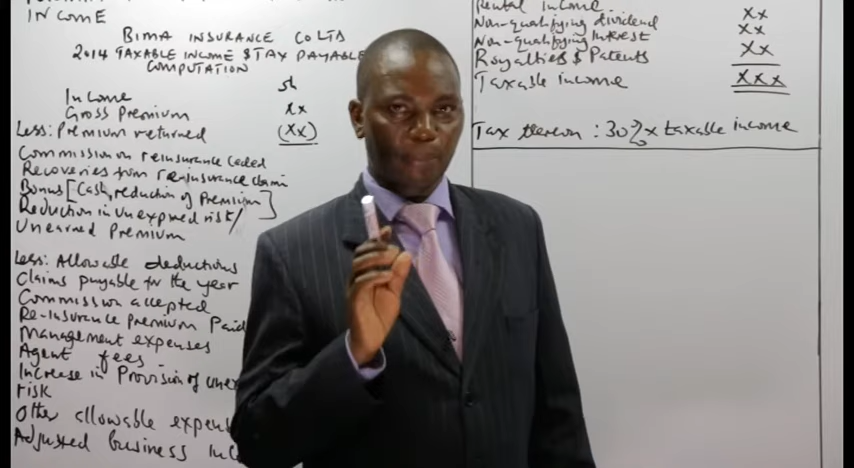 INCOME
BIMA INSURANCE CO LTD
2014 TAXABLE INCOME & TAX PAYABLE
COMPUTATION
sh
Income
Gross Premium xx
Less: Premium returned (xx)
Commission on reinsurance ceded
Recoveries from reinsurance claim
Bonus [Cash, reduction of Premium]
Reduction in unexpired risk/
Unearned Premium
Less: Allowable deductions
Claims payable for the year
Commission accepted
Re-insurance premium Paid
Management expenses
Agent fees
Increase in Provision of une
risk
Other allowable expens
Adjusted business in
Rental Income xx
Non-qualifying dividend xx
Non-qualifying Interest
Royalties & Patents xx
Taxable income xxx
Tax thereon : 30% x taxable income